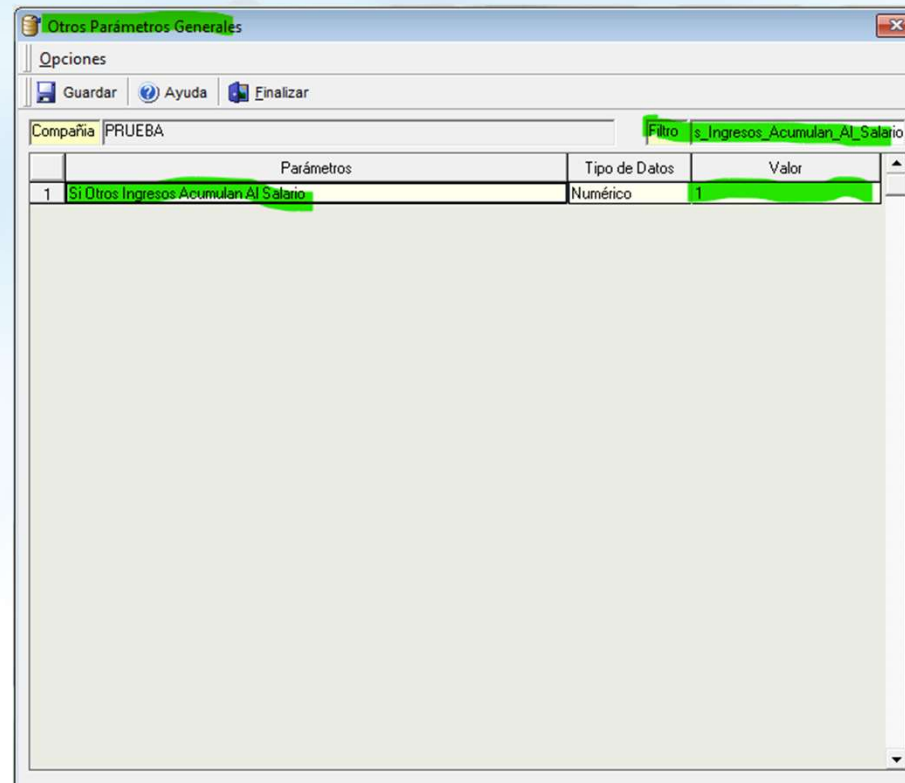 Otros Parámetros Generales
Opciones
Guardar Ayuda Finalizar
Compañia PRUEBA Filtro s_Ingresos_Acumulan_Al_Salario
Parámetros Tipo de Datos Valor
1 Si Otros Ingresos Acumulan Al Salario Numérico 1